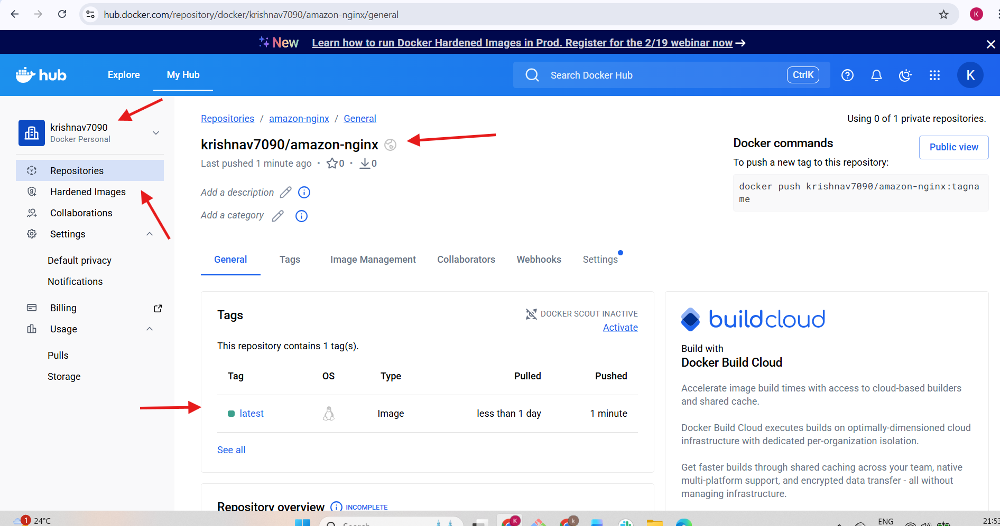 hub.docker.com/repository/docker/krishnav7090/amazon-nginx/general
K
New Learn how to run Docker Hardened Images in Prod. Register for the 2/19 webinar now →
hub
Explore
My Hub
Search Docker Hub
CtrlK
K
krishnav7090
Docker Personal
Repositories
Hardened Images
Collaborations
Settings
Default privacy
Notifications
Billing
Usage
Pulls
Storage
Repositories / amazon-nginx / General
Using 0 of 1 private repositories.
krishnav7090/amazon-nginx
Last pushed 1 minute ago • 0 • 0
Add a description
Add a category
Docker commands
Public view
To push a new tag to this repository:
docker push krishnav7090/amazon-nginx:tagna
me
General Tags Image Management Collaborators Webhooks Settings
Tags
DOCKER SCOUT INACTIVE
Activate
This repository contains 1 tag(s).
Tag OS Type Pulled Pushed
latest Image less than 1 day 1 minute
See all
Repository overview INCOMPLETE
buildcloud
Build with
Docker Build Cloud
Accelerate image build times with access to cloud-based builders
and shared cache.
Docker Build Cloud executes builds on optimally-dimensioned cloud
infrastructure with dedicated per-organization isolation.
Get faster builds through shared caching across your team, native
multi-platform support, and encrypted data transfer - all without
managing infrastructure.
1
24°C
Search
K
k
ENG
21:53